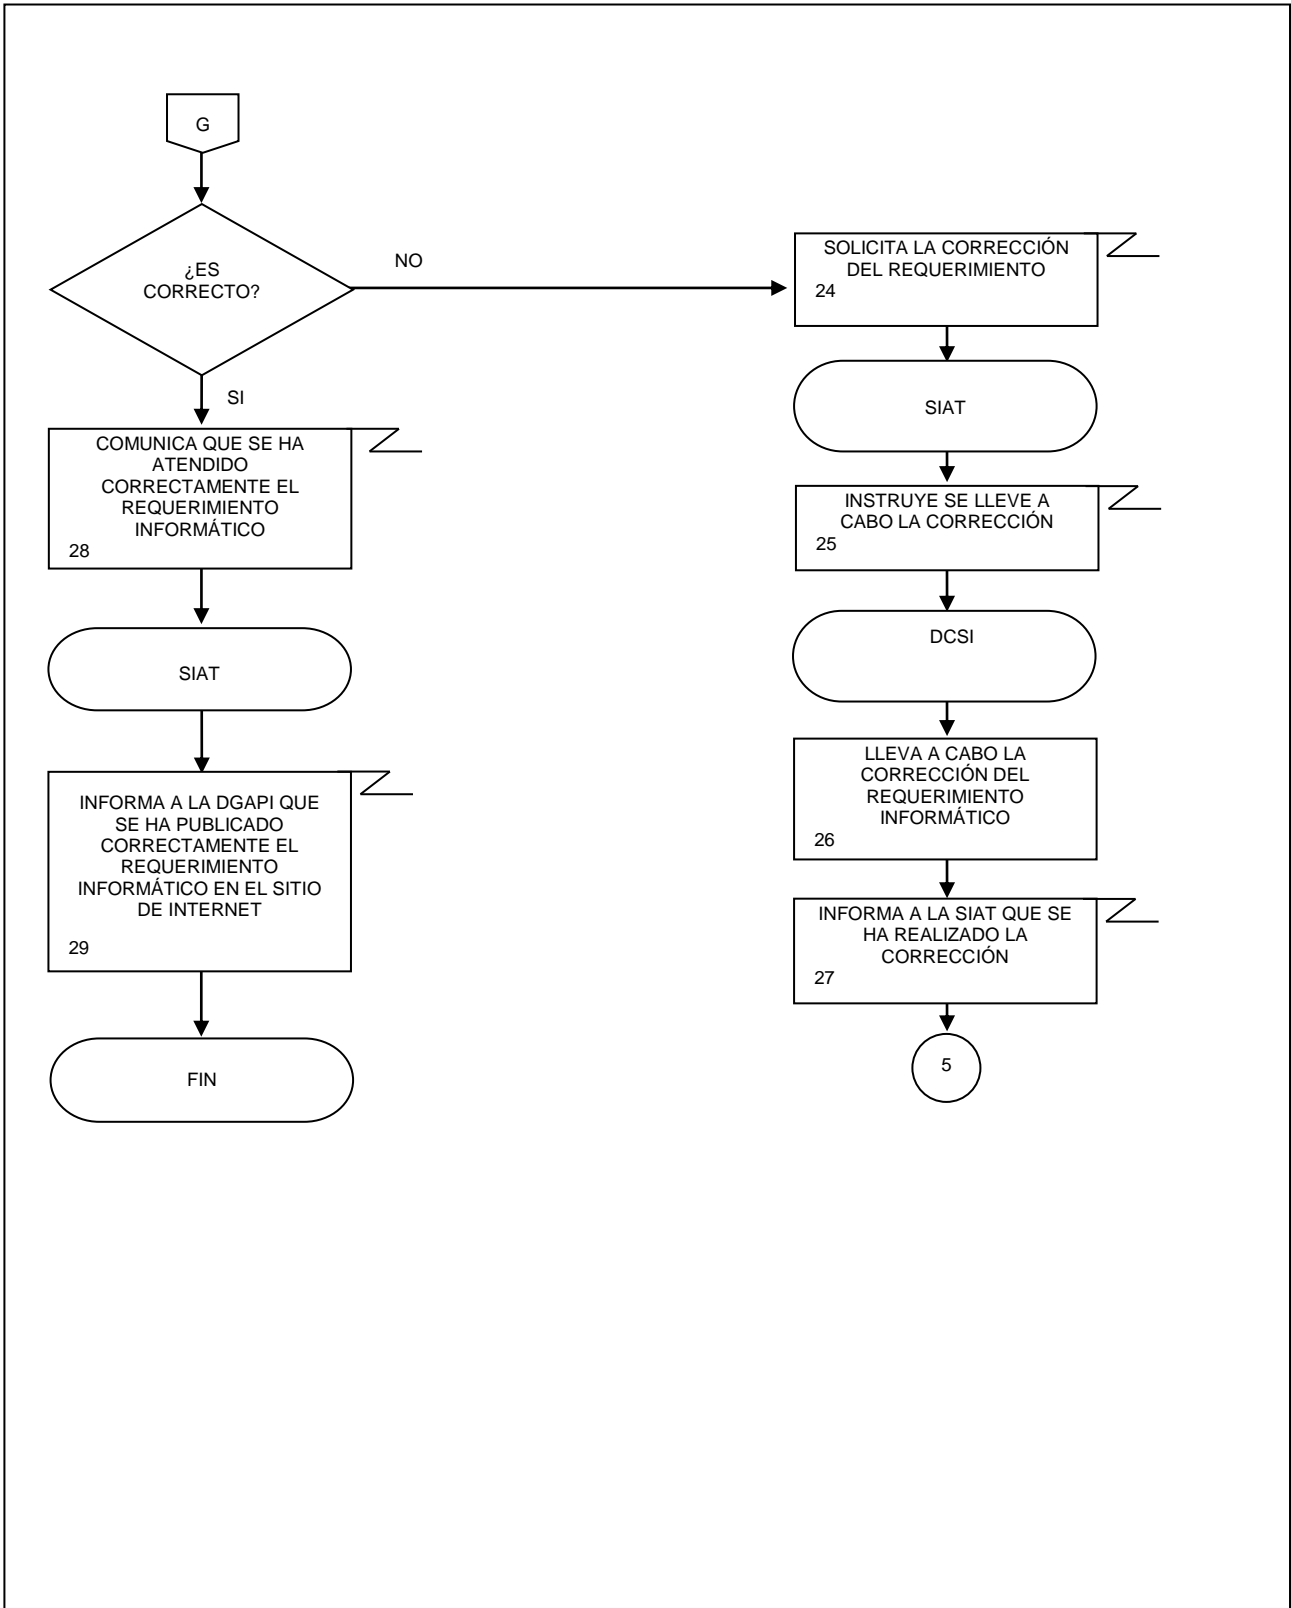 G
¿ES
CORRECTO?
NO
SI
COMUNICA QUE SE HA
ATENDIDO
CORRECTAMENTE EL
REQUERIMIENTO
INFORMÁTICO
28
SIAT
INFORMA A LA DGAPI QUE
SE HA PUBLICADO
CORRECTAMENTE EL
REQUERIMIENTO
INFORMÁTICO EN EL SITIO
DE INTERNET
29
FIN
SOLICITA LA CORRECCIÓN
DEL REQUERIMIENTO
24
SIAT
INSTRUYE SE LLEVE A
CABO LA CORRECCIÓN
25
DCSI
LLEVA A CABO LA
CORRECCIÓN DEL
REQUERIMIENTO
INFORMÁTICO
26
INFORMA A LA SIAT QUE SE
HA REALIZADO LA
CORRECCIÓN
27
5